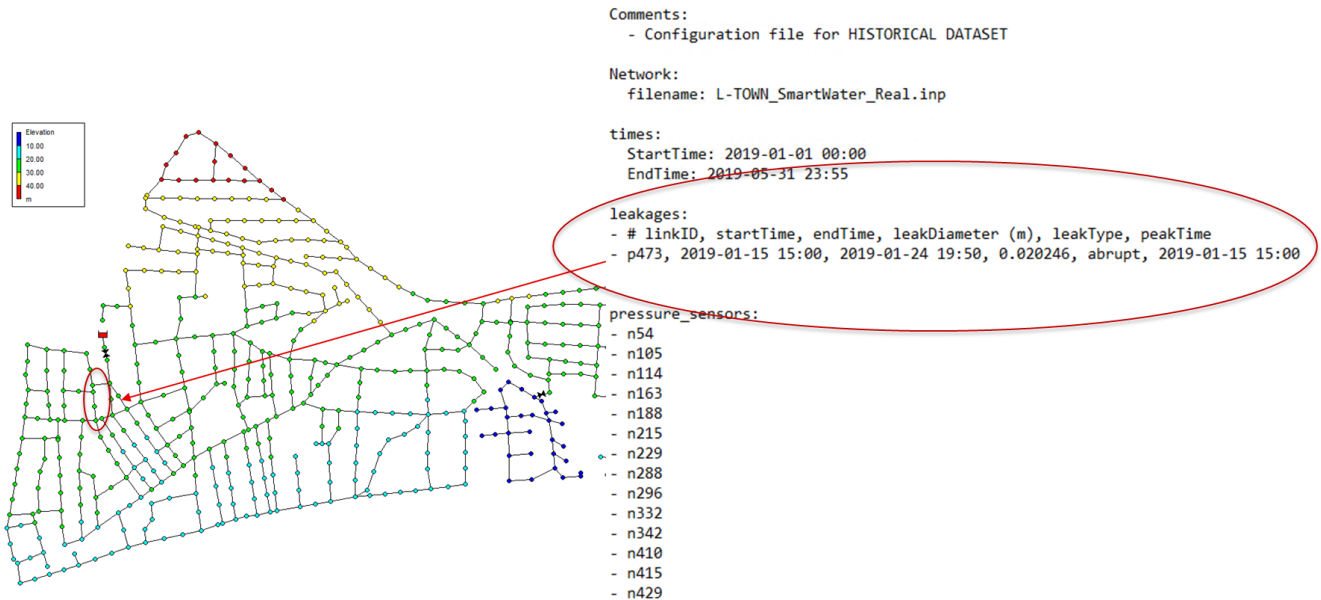 Comments:
- Configuration file for HISTORICAL DATASET
Network:
filename: L-TOWN_SmartWater_Real.inp
times:
StartTime: 2019-01-01 00:00
EndTime: 2019-05-31 23:55
leakages:
- # linkID, startTime, endTime, leakDiameter (m), leakType, peakTime
- p473, 2019-01-15 15:00, 2019-01-24 19:50, 0.020246, abrupt, 2019-01-15 15:00
pressure_sensors:
- n54
- n105
- n114
- n163
- n188
- n215
- n229
- n288
- n296
- n332
- n342
- n410
- n415
- n429
Elevation
10.00
20.00
30.00
40.00
m